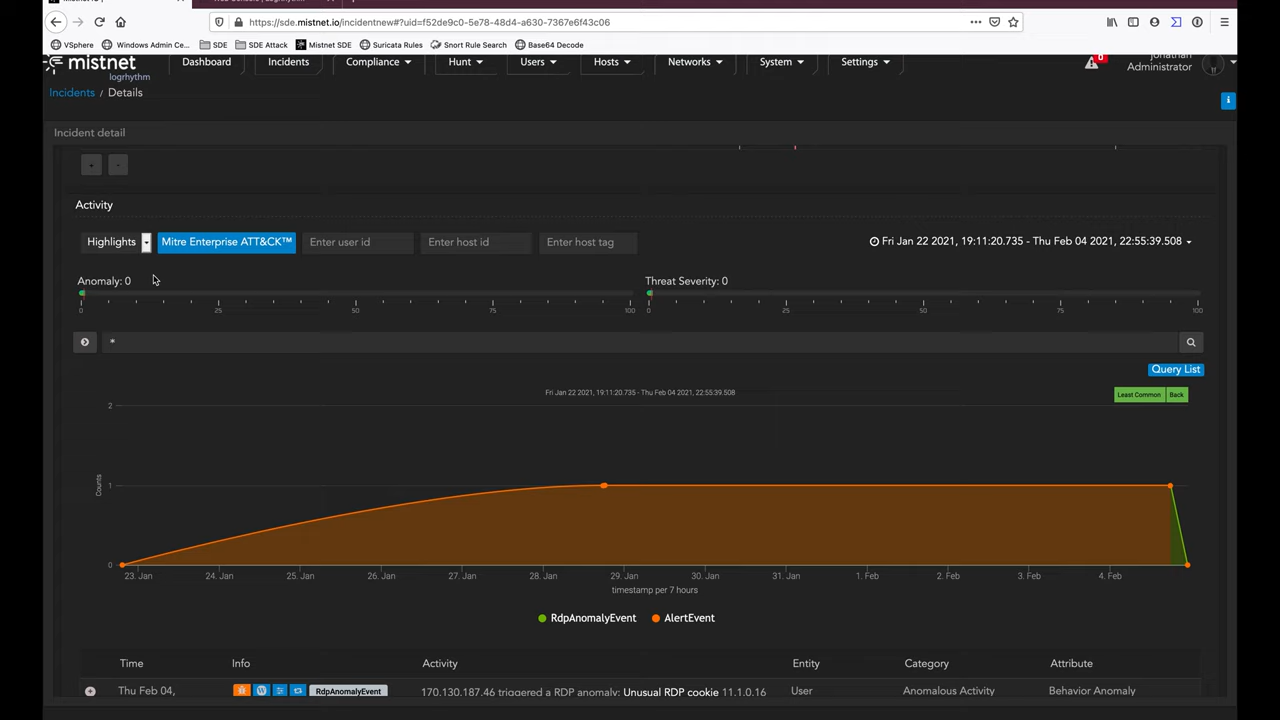 https://sde.mistnet.io/incidentnew#?uid=f52de9c0-5e78-48d4-a630-7367e6f43c06
VSphere Windows Admin Ce... SDE SDE Attack Mistnet SDE Suricata Rules Snort Rule Search Base64 Decode
mistnet
logrhythm
Dashboard Incidents Compliance Hunt Users Hosts Networks System Settings
0
jonathan
Administrator
Incidents / Details
Incident detail
+ -
Activity
Highlights Mitre Enterprise ATT&CK™ Enter user id Enter host id Enter host tag Fri Jan 22 2021, 19:11:20.735 - Thu Feb 04 2021, 22:55:39.508
Anomaly: 0 Threat Severity: 0
0 25 50 75 100 0 25 50 75 100
*
Query List
Fri Jan 22 2021, 19:11:20.735 - Thu Feb 04 2021, 22:55:39.508
Least Common Back
2
1
0
Counts
23. Jan 24. Jan 25. Jan 26. Jan 27. Jan 28. Jan 29. Jan 30. Jan 31. Jan 1. Feb 2. Feb 3. Feb 4. Feb
timestamp per 7 hours
RdpAnomalyEvent AlertEvent
Time Info Activity Entity Category Attribute
Thu Feb 04, RdpAnomalyEvent 170.130.187.46 triggered a RDP anomaly: Unusual RDP cookie 11.1.0.16 User Anomalous Activity Behavior Anomaly